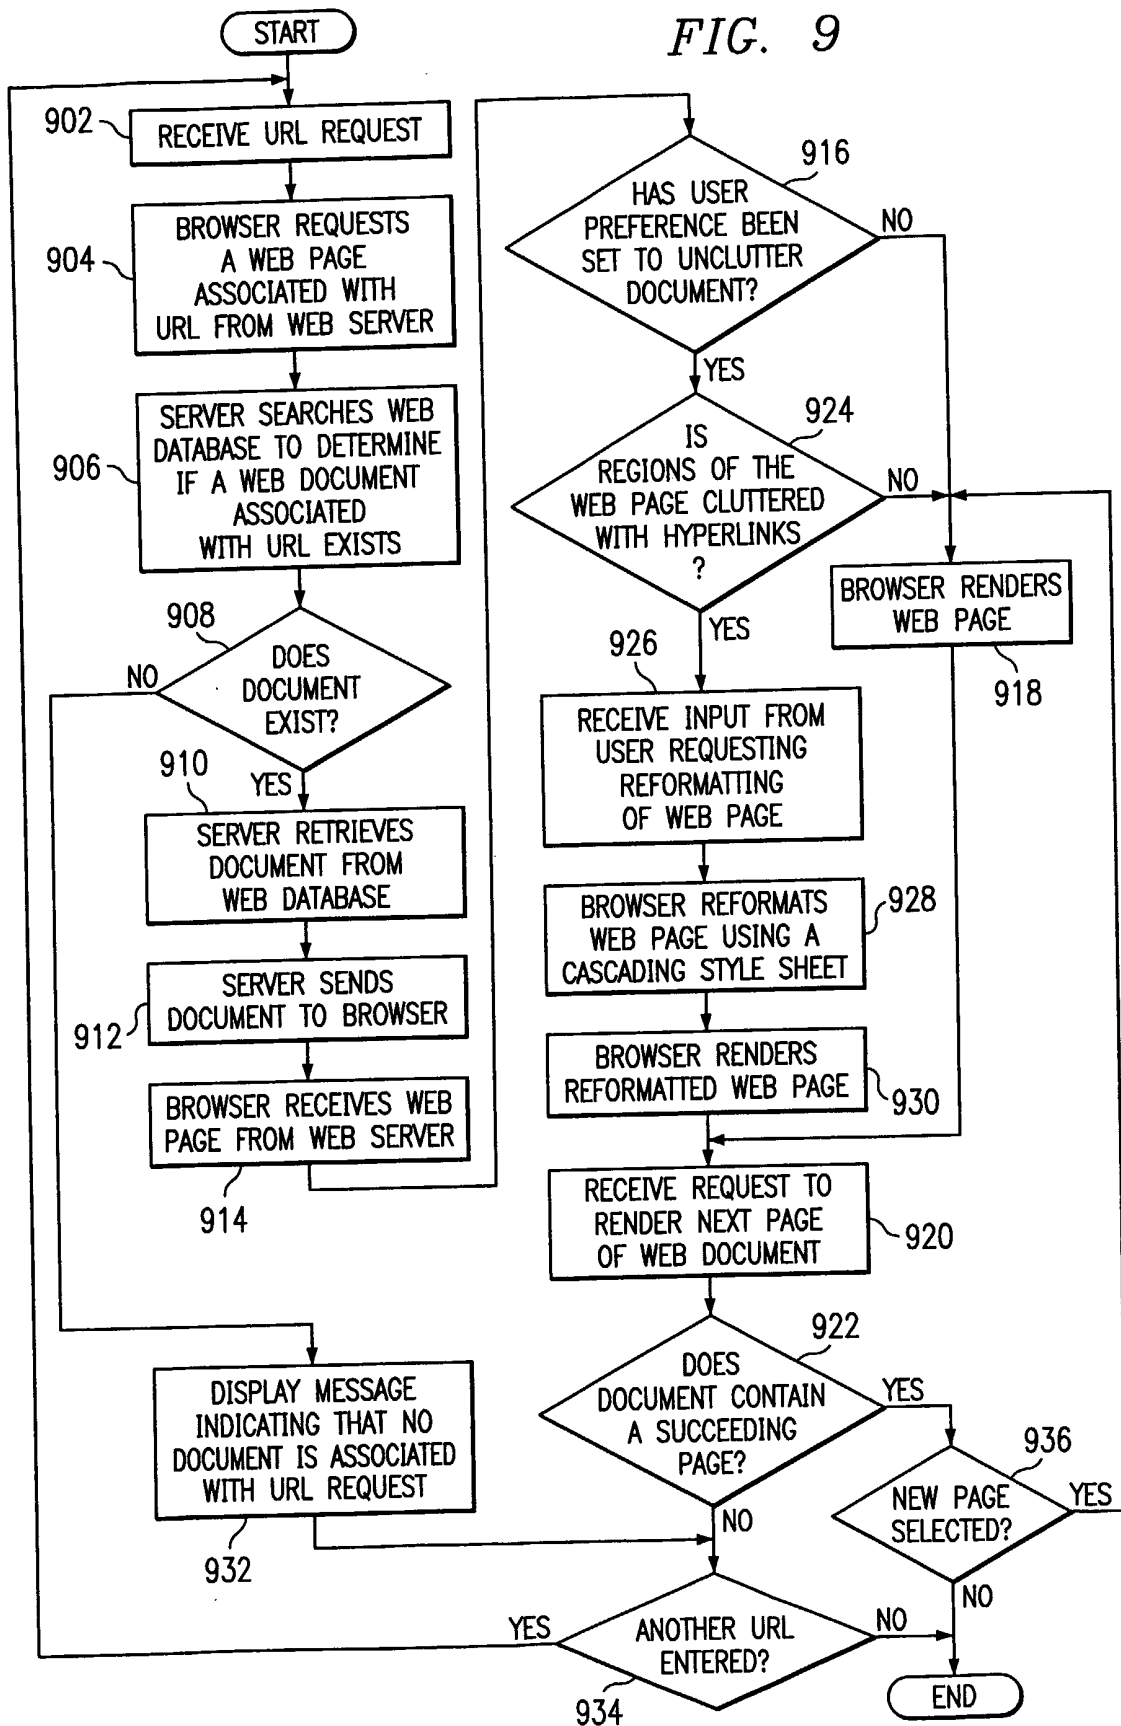 START
FIG. 9
902
RECEIVE URL REQUEST
904
BROWSER REQUESTS
A WEB PAGE
ASSOCIATED WITH
URL FROM WEB SERVER
906
SERVER SEARCHES WEB
DATABASE TO DETERMINE
IF A WEB DOCUMENT
ASSOCIATED
WITH URL EXISTS
908
DOES
DOCUMENT
EXIST?
NO
YES
910
SERVER RETRIEVES
DOCUMENT FROM
WEB DATABASE
912
SERVER SENDS
DOCUMENT TO BROWSER
BROWSER RECEIVES WEB
PAGE FROM WEB SERVER
914
916
HAS USER
PREFERENCE BEEN
SET TO UNCLUTTER
DOCUMENT?
NO
YES
924
IS
REGIONS OF THE
WEB PAGE CLUTTERED
WITH HYPERLINKS
?
NO
YES
BROWSER RENDERS
WEB PAGE
918
926
RECEIVE INPUT FROM
USER REQUESTING
REFORMATTING
OF WEB PAGE
BROWSER REFORMATS
WEB PAGE USING A
CASCADING STYLE SHEET
928
BROWSER RENDERS
REFORMATTED WEB PAGE
930
RECEIVE REQUEST TO
RENDER NEXT PAGE
OF WEB DOCUMENT
920
922
DOES
DOCUMENT CONTAIN
A SUCCEEDING
PAGE?
YES
NO
936
NEW PAGE
SELECTED?
YES
NO
DISPLAY MESSAGE
INDICATING THAT NO
DOCUMENT IS ASSOCIATED
WITH URL REQUEST
932
YES
ANOTHER URL
ENTERED?
NO
934
END